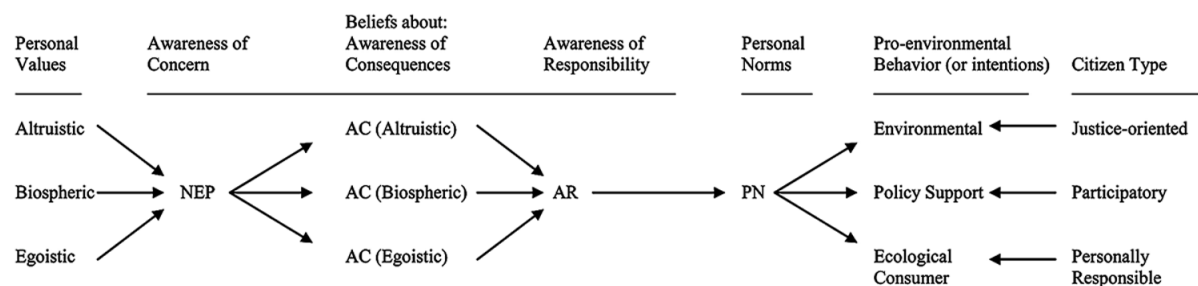 Personal
Values
Awareness of
Concern
Beliefs about:
Awareness of
Consequences
Awareness of
Responsibility
Personal
Norms
Pro-environmental
Behavior (or intentions)
Citizen Type
Altruistic
AC (Altruistic)
Environmental
Justice-oriented
Biospheric
NEP
AC (Biospheric)
AR
PN
Policy Support
Participatory
Egoistic
AC (Egoistic)
Ecological
Consumer
Personally
Responsible